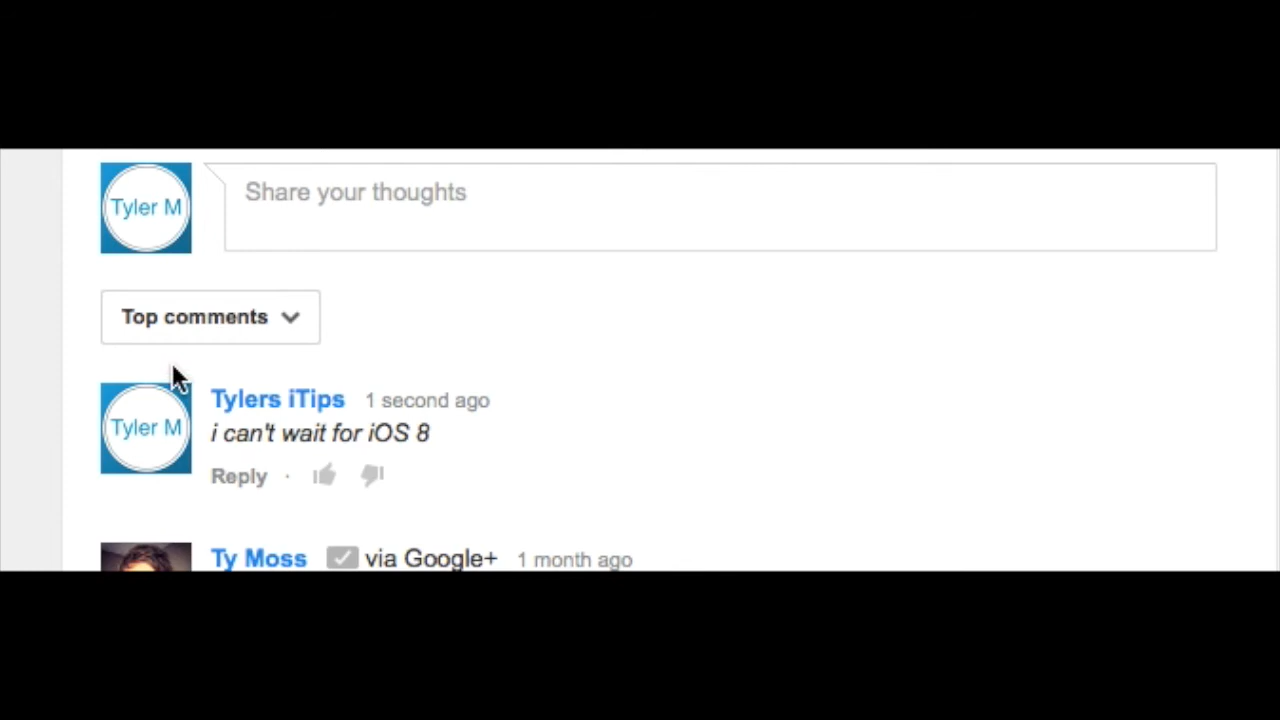 Tyler M
Share your thoughts
Top comments
Tyler M
Tylers iTips 1 second ago
i can't wait for iOS 8
Reply ·
Ty Moss via Google+ 1 month ago